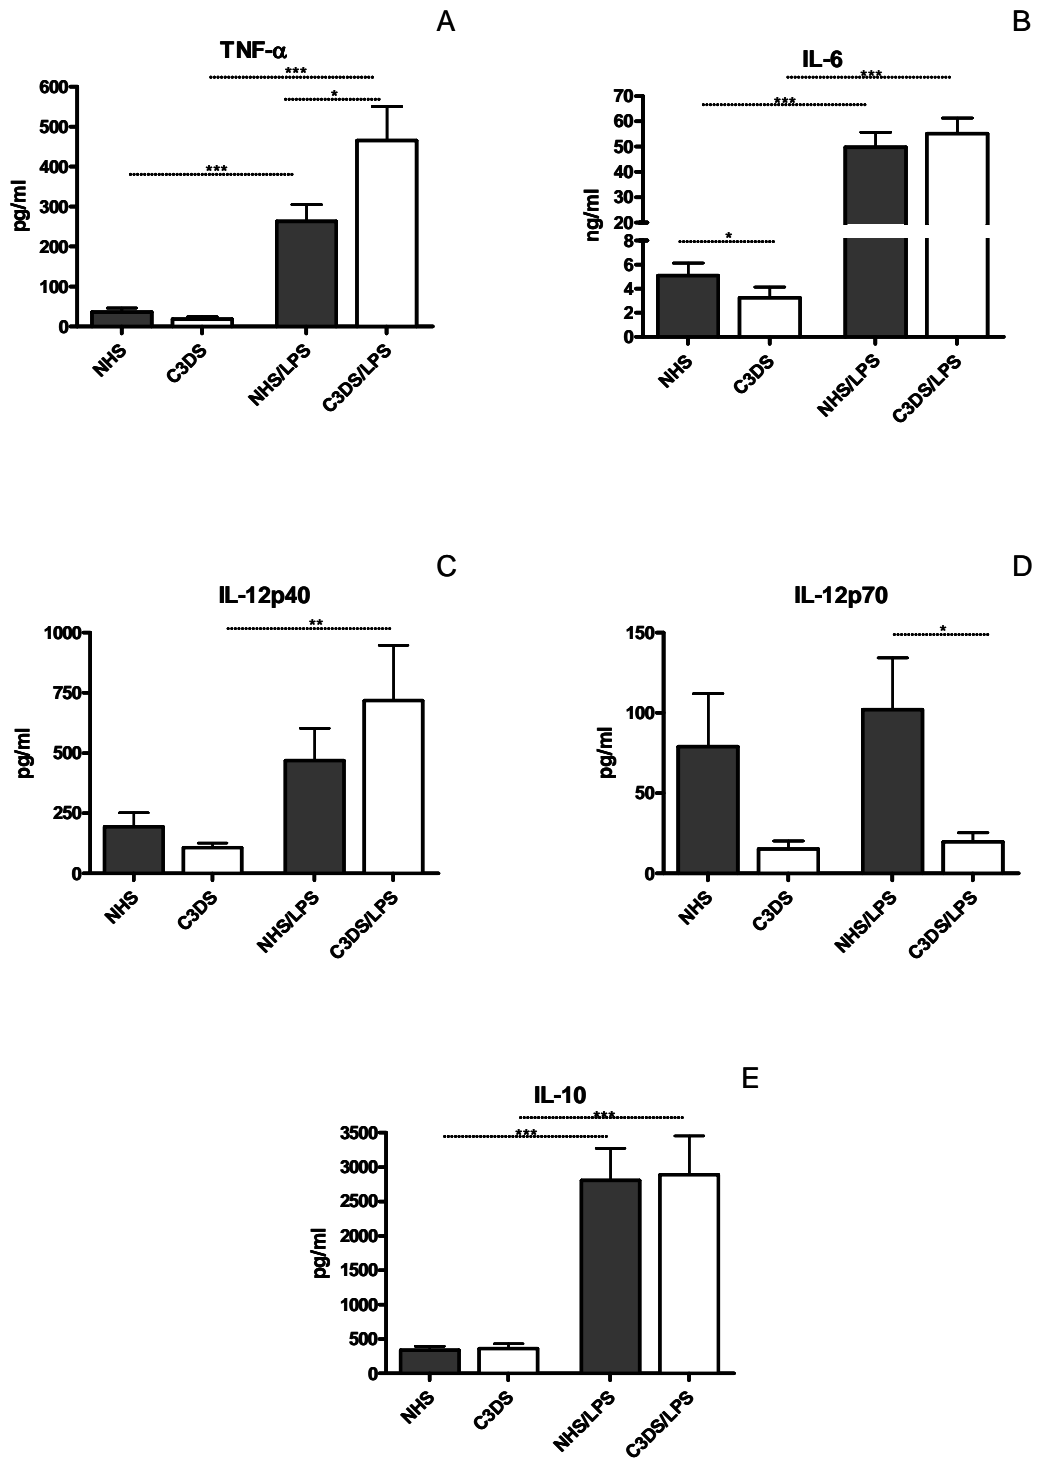 A
TNF-α
***
*
***
600
500
400
300
200
100
0
pg/ml
NHS
C3DS
NHS/LPS
C3DS/LPS
B
IL-6
***
***
*
70
60
50
40
30
20
8
6
4
2
0
ng/ml
NHS
C3DS
NHS/LPS
C3DS/LPS
C
IL-12p40
**
1000
750
500
250
0
pg/ml
NHS
C3DS
NHS/LPS
C3DS/LPS
D
IL-12p70
*
150
100
50
0
pg/ml
NHS
C3DS
NHS/LPS
C3DS/LPS
E
IL-10
***
***
3500
3000
2500
2000
1500
1000
500
0
pg/ml
NHS
C3DS
NHS/LPS
C3DS/LPS